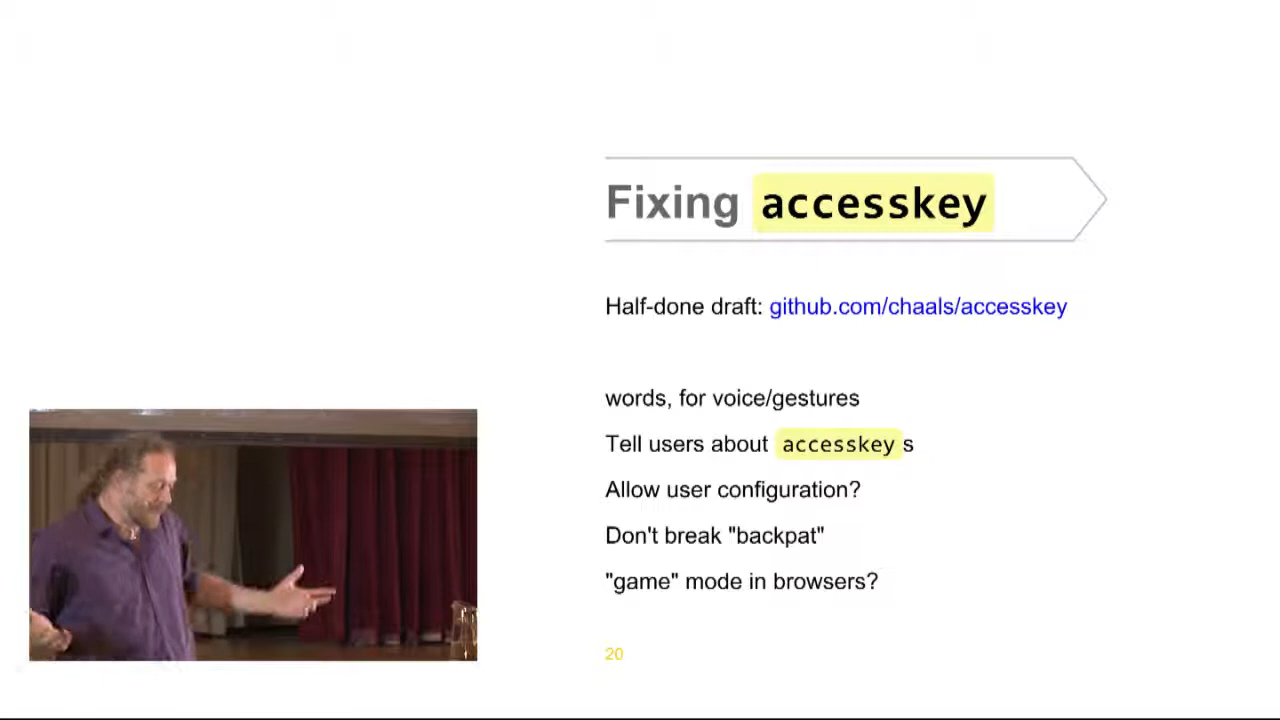 Fixing accesskey
Half-done draft: github.com/chaals/accesskey
words, for voice/gestures
Tell users about accesskey s
Allow user configuration?
Don't break "backpat"
"game" mode in browsers?
20